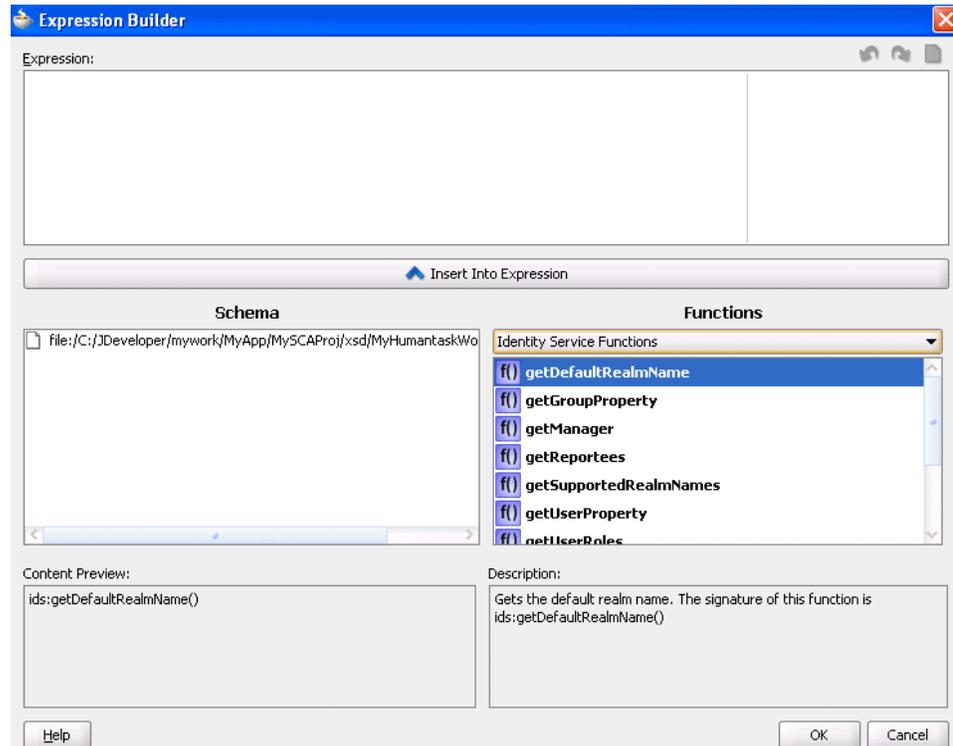 Expression Builder
Expression:
Insert Into Expression
Schema
Functions
file:/C:/JDeveloper/mywork/MyApp/MySCAProj/xsd/MyHumantaskWo
Identity Service Functions
f() getDefaultRealmName
f() getGroupProperty
f() getManager
f() getReportees
f() getSupportedRealmNames
f() getUserProperty
f() getUserRoles
Content Preview:
Description:
ids:getDefaultRealmName()
Gets the default realm name. The signature of this function is
ids:getDefaultRealmName()
Help
OK
Cancel